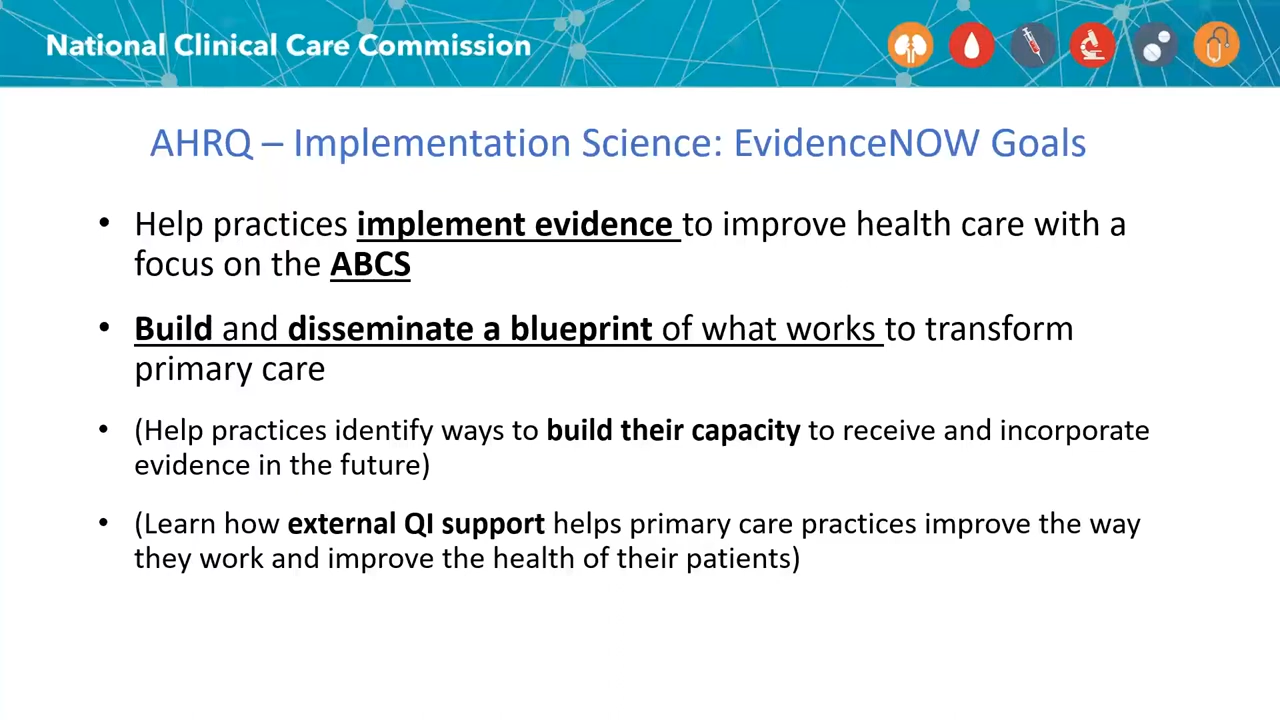 National Clinical Care Commission
AHRQ – Implementation Science: EvidenceNOW Goals
• Help practices implement evidence to improve health care with a
focus on the ABCS
• Build and disseminate a blueprint of what works to transform
primary care
• (Help practices identify ways to build their capacity to receive and incorporate
evidence in the future)
• (Learn how external QI support helps primary care practices improve the way
they work and improve the health of their patients)